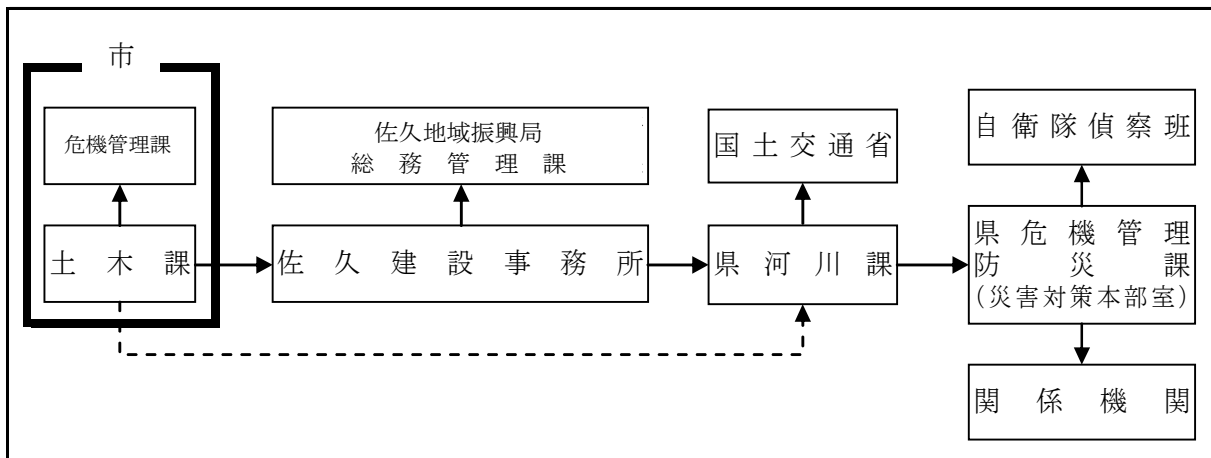 市
危機管理課
佐久地域振興局
総務管理課
国土交通省
自衛隊偵察班
土木課
佐久建設事務所
県河川課
県危機管理
防災課
(災害対策本部室)
関係機関